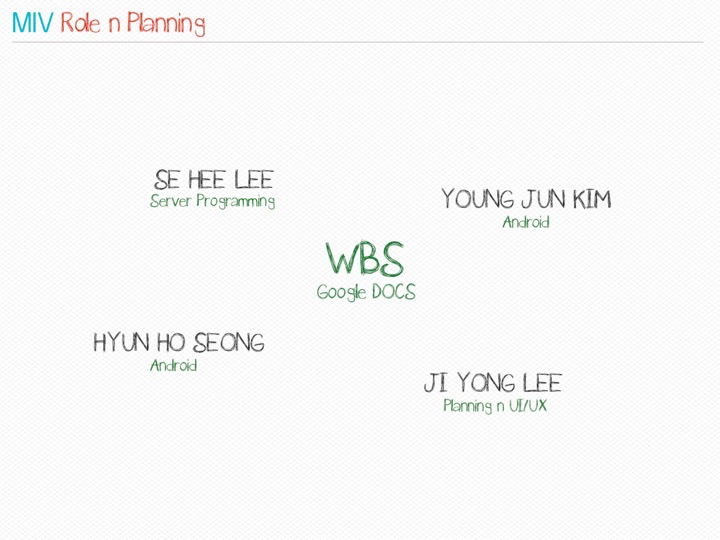 MIV Role n Planning
SE HEE LEE
Server Programming
YOUNG JUN KIM
Android
WBS
Google DOCS
HYUN HO SEONG
Android
JI YONG LEE
Planning n UI/UX